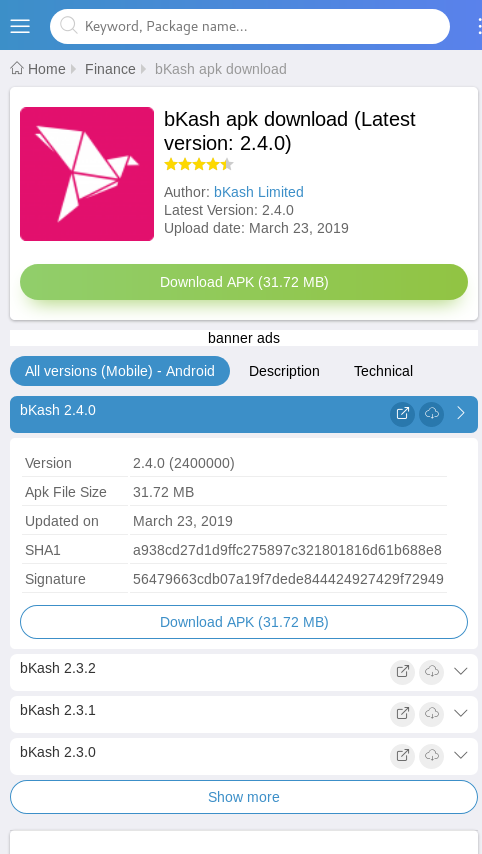 Keyword, Package name...
Home Finance bKash apk download
bKash apk download (Latest
version: 2.4.0)
Author: bKash Limited
Latest Version: 2.4.0
Upload date: March 23, 2019
Download APK (31.72 MB)
banner ads
All versions (Mobile) - Android Description Technical
bKash 2.4.0
Version 2.4.0 (2400000)
Apk File Size 31.72 MB
Updated on March 23, 2019
SHA1 a938cd27d1d9ffc275897c321801816d61b688e8
Signature 56479663cdb07a19f7dede844424927429f72949
Download APK (31.72 MB)
bKash 2.3.2
bKash 2.3.1
bKash 2.3.0
Show more